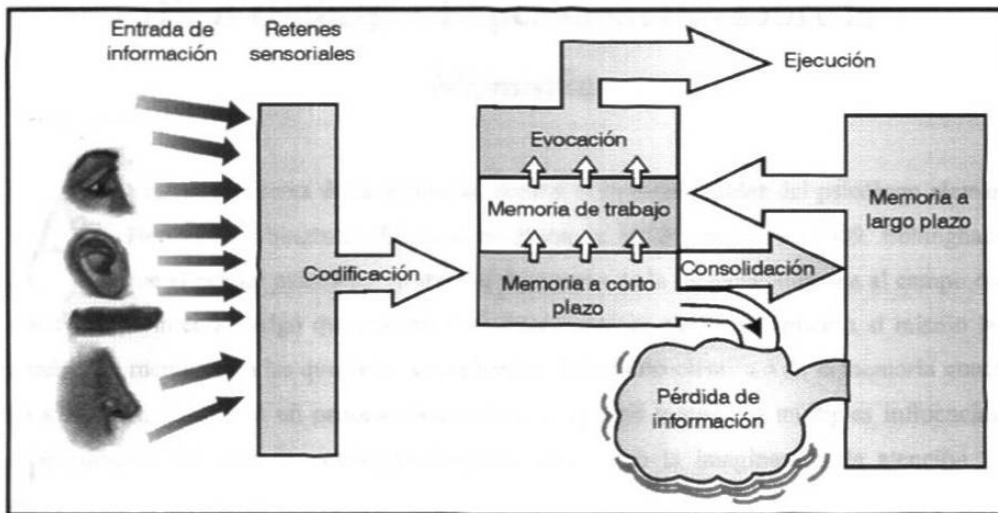 Entrada de
información
Retenes
sensoriales
Ejecución
Evocación
Memoria de trabajo
Memoria a
largo plazo
Codificación
Memoria a corto
plazo
Consolidación
Pérdida de
información